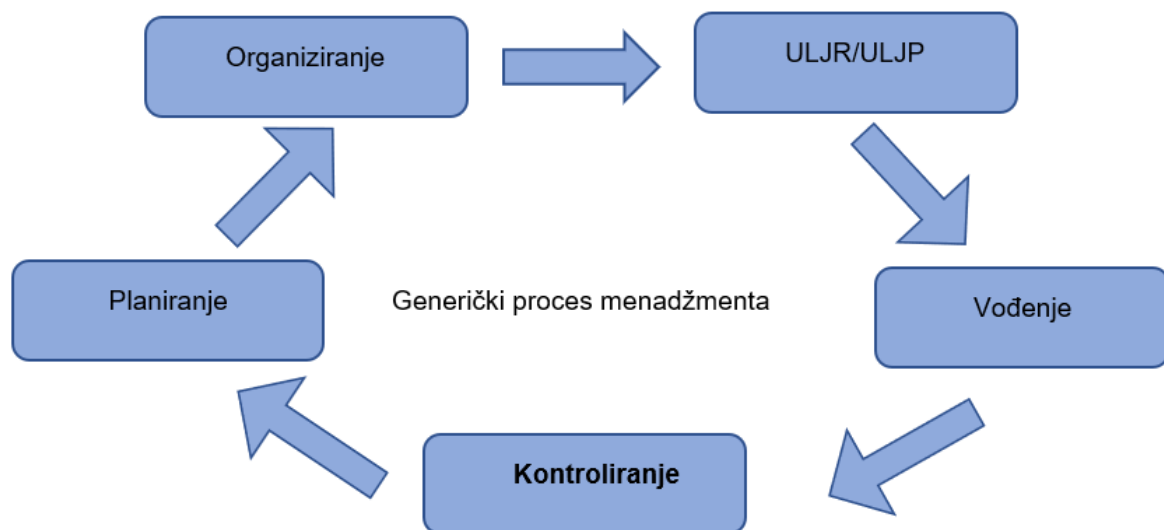 Organiziranje
ULJR/ULJP
Planiranje
Generički proces menadžmenta
Vođenje
Kontroliranje